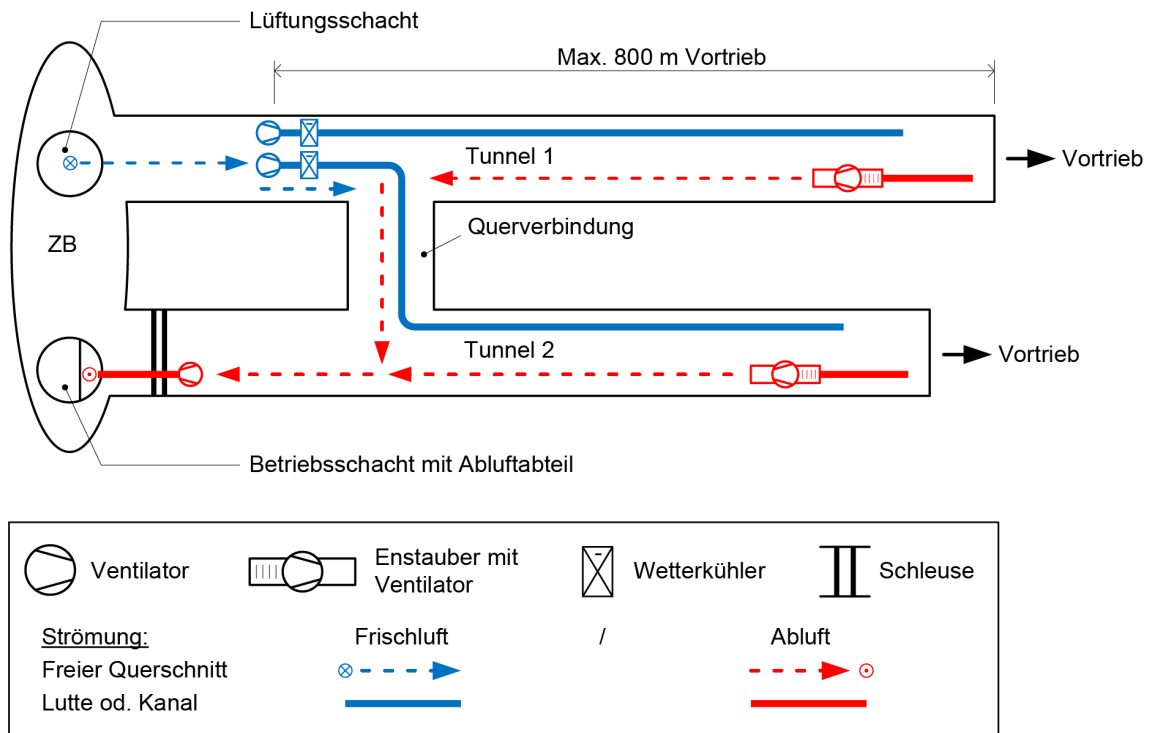 Lüftungsschacht
Max. 800 m Vortrieb
Tunnel 1
Vortrieb
Querverbindung
ZB
Tunnel 2
Vortrieb
Betriebsschacht mit Abluftabteil
Ventilator
Enstauber mit
Ventilator
Wetterkühler
Schleuse
Strömung:
Frischluft / Abluft
Freier Querschnitt
Lutte od. Kanal